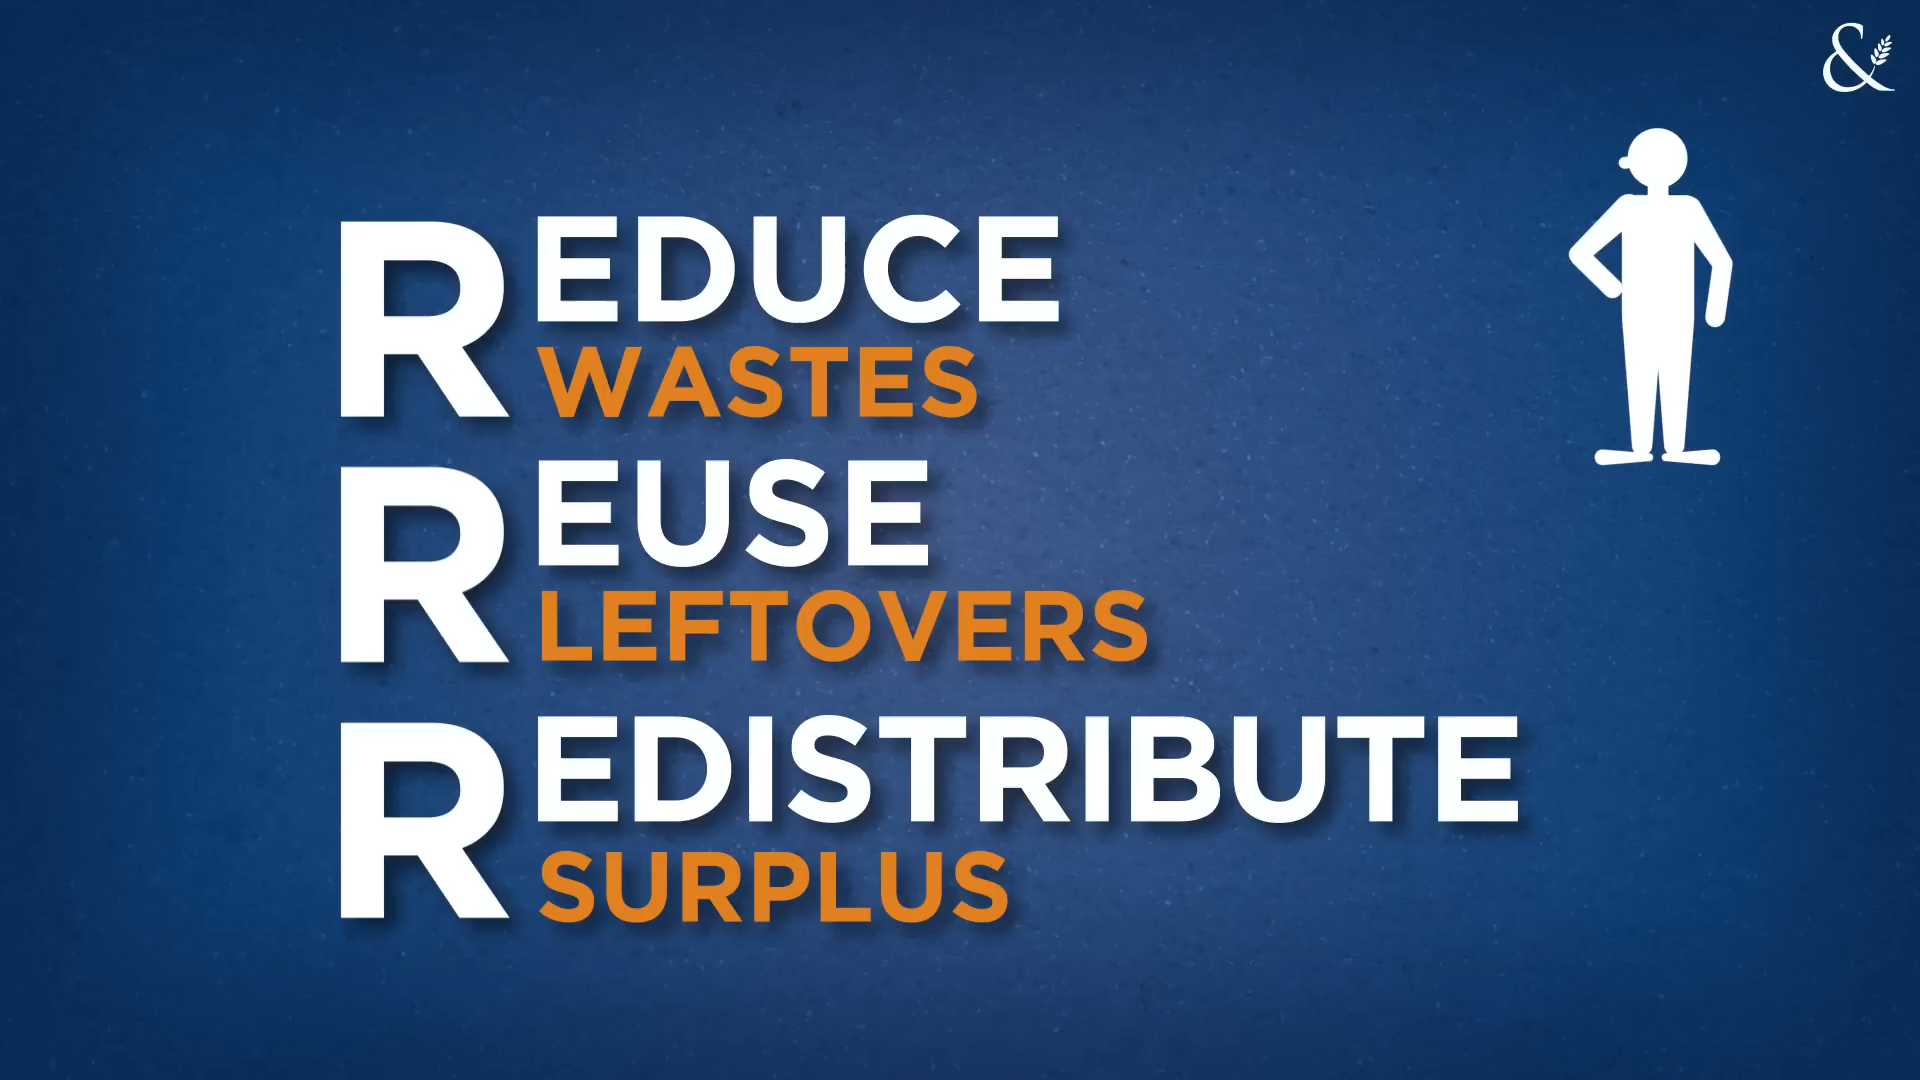 REDUCE
WASTES
REUSE
LEFTOVERS
REDISTRIBUTE
SURPLUS
&